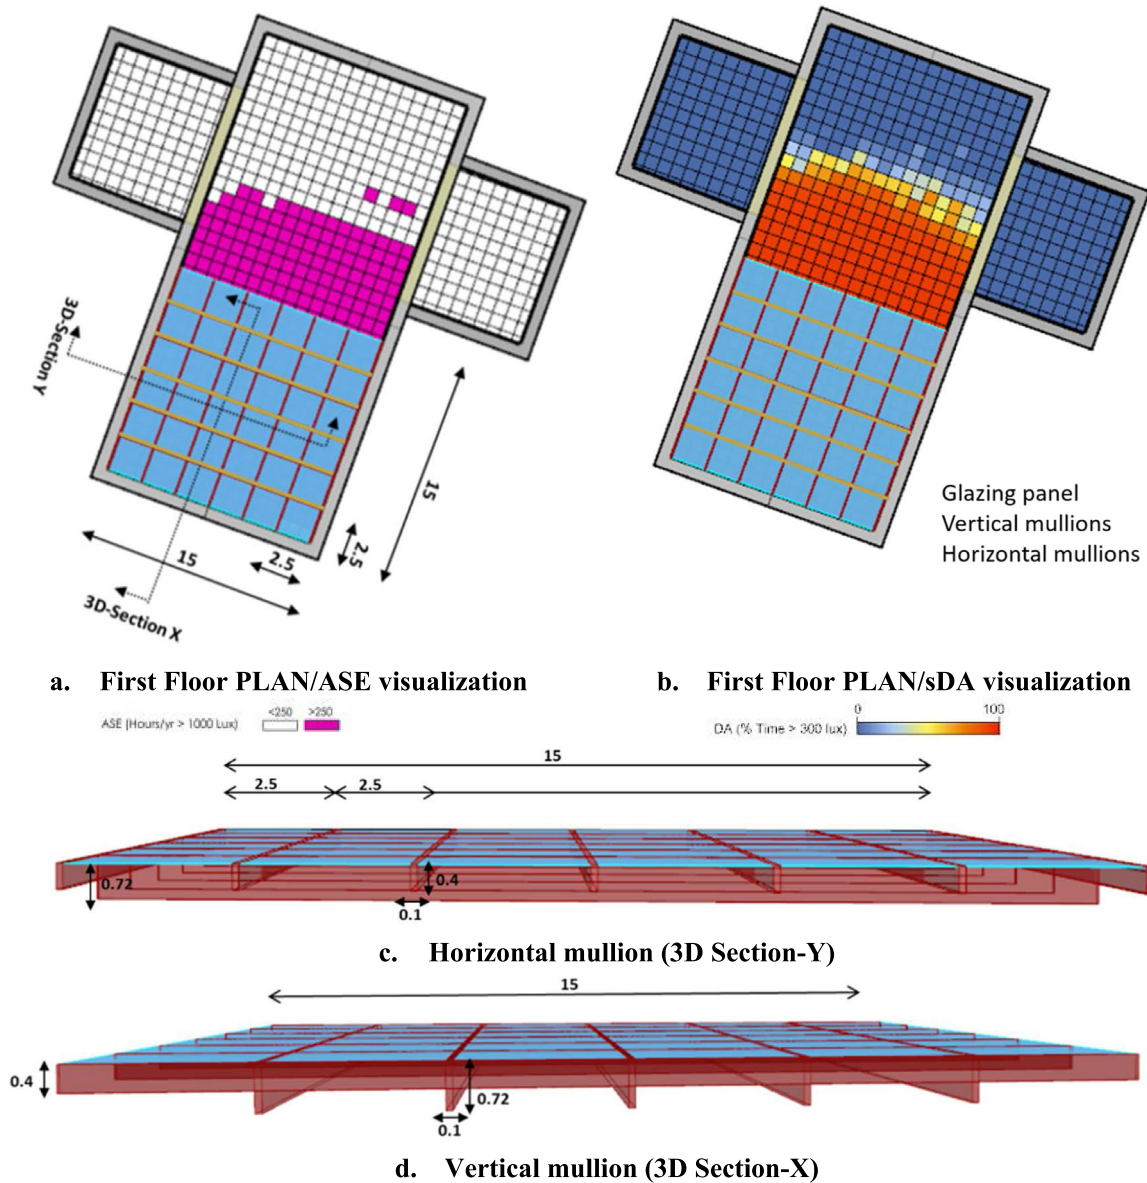 3D-Section Y
15
2.5
15
2.5
3D-Section X
Glazing panel
Vertical mullions
Horizontal mullions
a. First Floor PLAN/ASE visualization
b. First Floor PLAN/sDA visualization
ASE (Hours/yr > 1000 Lux) <250 >250
DA (% Time > 300 lux) 0 100
15
2.5 2.5
0.72
0.4
0.1
c. Horizontal mullion (3D Section-Y)
15
0.4
0.72
0.1
d. Vertical mullion (3D Section-X)